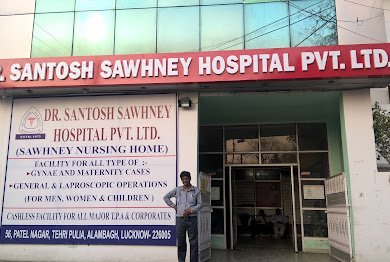 R. SANTOSH SAWHNEY HOSPITAL PVT. LTD.
DR. SANTOSH SAWHNEY
HOSPITAL PVT. LTD.
(SAWHNEY NURSING HOME)
FACILITY FOR ALL TYPE OF :-
GYNAE AND MATERNITY CASES
GENERAL & LAPROSCOPIC OPERATIONS
(FOR MEN, WOMEN & CHILDREN)
CASHLESS FACILITY FOR ALL MAJOR T.P.A & CORPORATES
56, PATEL NAGAR, TEHRI PULIA, ALAMBAGH, LUCKNOW- 226005